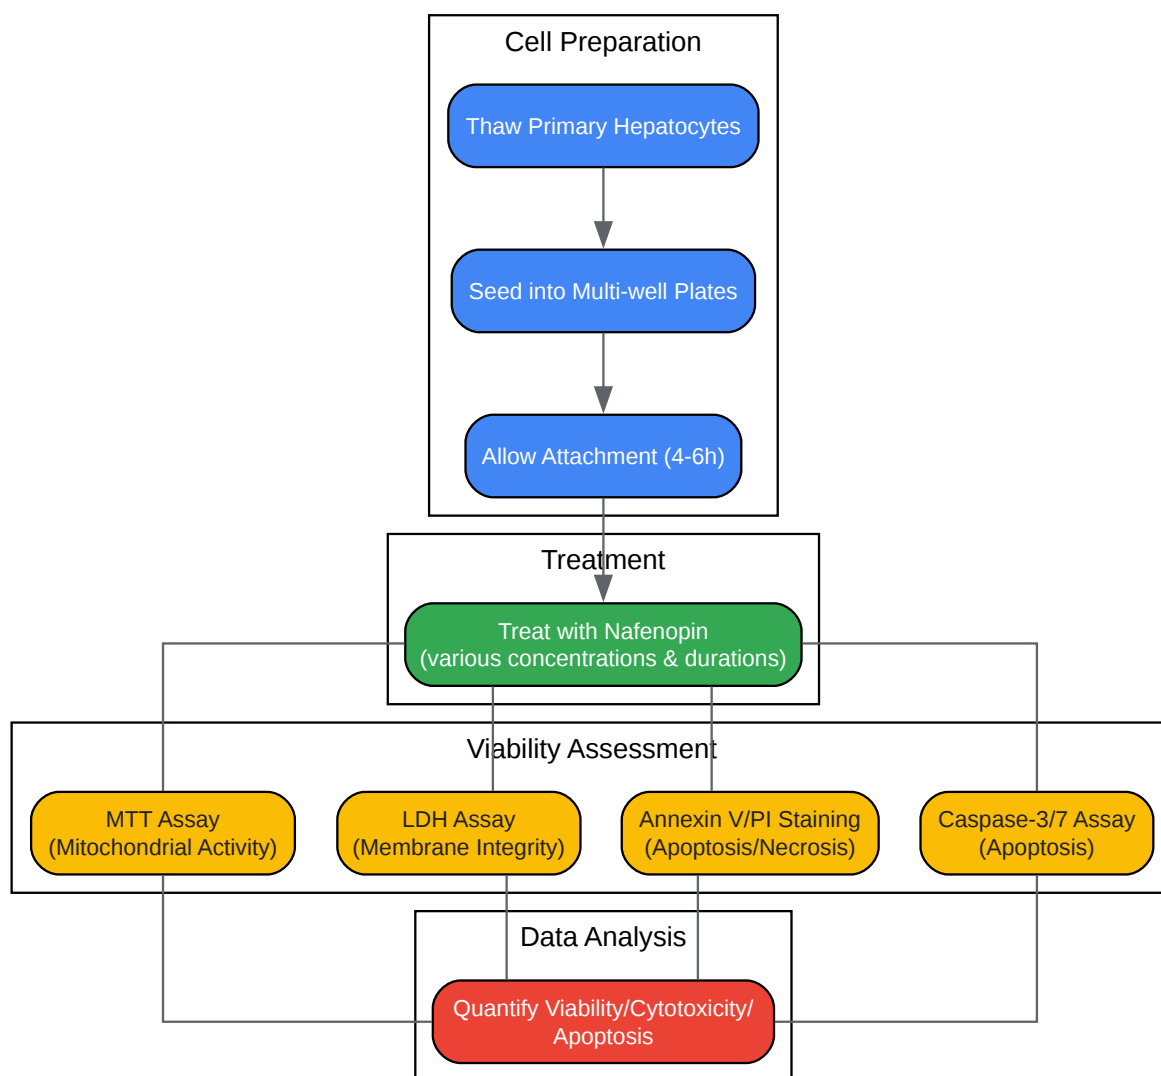 Cell Preparation
Thaw Primary Hepatocytes
Seed into Multi-well Plates
Allow Attachment (4-6h)
Treatment
Treat with Nafenopin
(various concentrations & durations)
Viability Assessment
MTT Assay
(Mitochondrial Activity)
LDH Assay
(Membrane Integrity)
Annexin V/PI Staining
(Apoptosis/Necrosis)
Caspase-3/7 Assay
(Apoptosis)
Data Analysis
Quantify Viability/Cytotoxicity/
Apoptosis